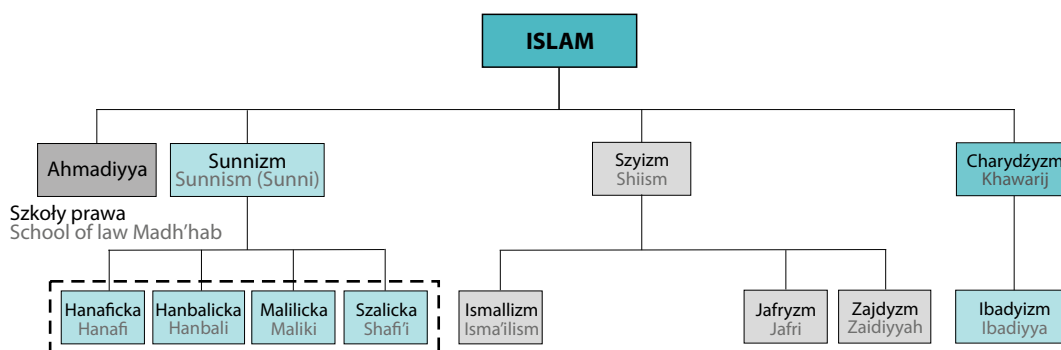 ISLAM
Ahmadiyya
Sunnizm
Sunnism (Sunni)
Szyizm
Shiism
Charydźyzm
Khawarij
Szkoły prawa
School of law Madh'hab
Hanaficka
Hanafi
Hanbalicka
Hanbali
Malilicka
Maliki
Szalicka
Shafi'i
Ismallizm
Isma'ilism
Jafryzm
Jafri
Zajdyzm
Zaidiyyah
Ibadyizm
Ibadiyya